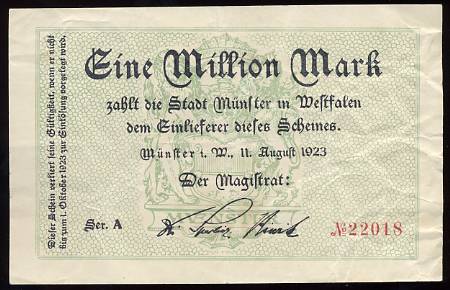 Eine Million Mark
zahlt die Stadt Münster in Westfalen
dem Einlieferer dieses Scheines.
Münster i. W., 11. August 1923
Der Magistrat:
Ser. A
№22018
Dieser Schein verliert seine Gültigkeit, wenn er nicht
bis zum 1. Oktober 1923 zur Einlösung vorgelegt wird.